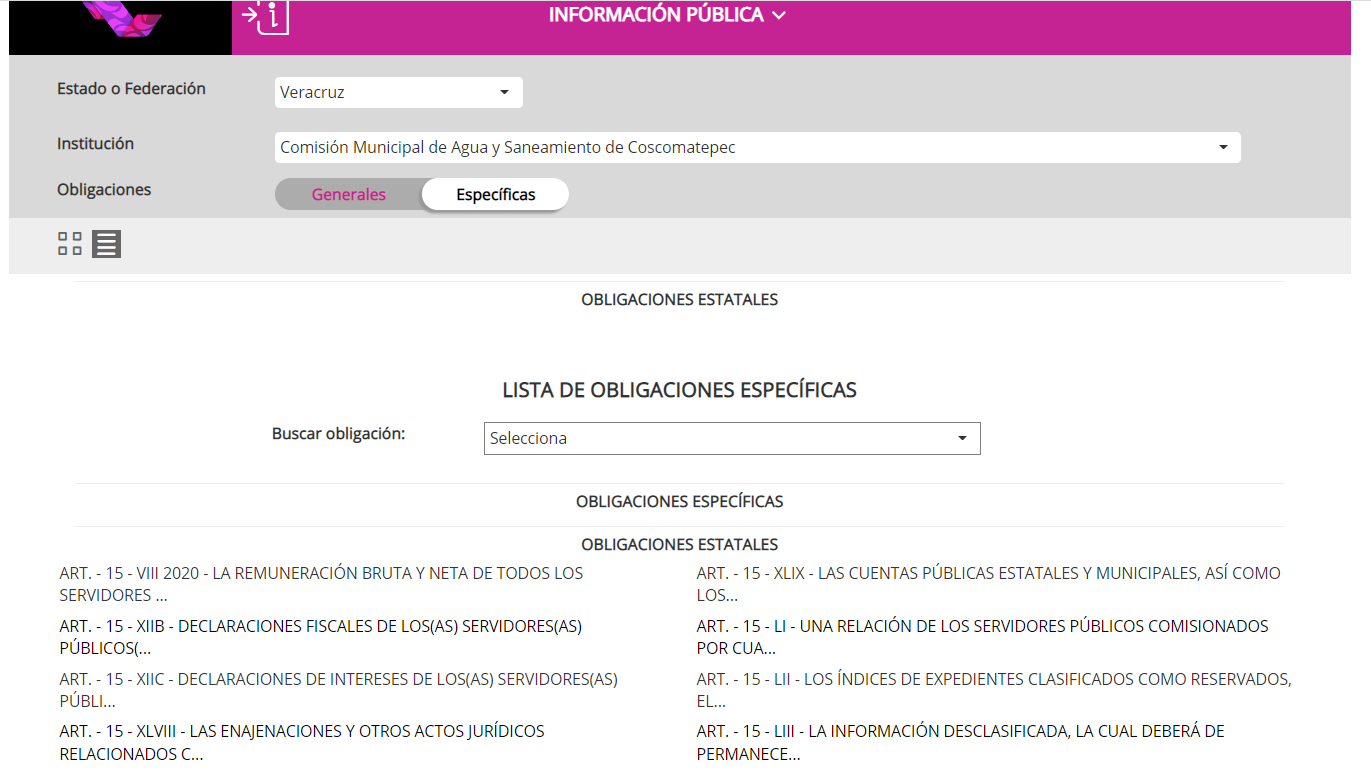 INFORMACIÓN PÚBLICA
Estado o Federación
Veracruz
Institución
Comisión Municipal de Agua y Saneamiento de Coscomatepec
Obligaciones
Generales
Específicas
OBLIGACIONES ESTATALES
LISTA DE OBLIGACIONES ESPECÍFICAS
Buscar obligación:
Selecciona
OBLIGACIONES ESPECÍFICAS
OBLIGACIONES ESTATALES
ART. - 15 - VIII 2020 - LA REMUNERACIÓN BRUTA Y NETA DE TODOS LOS
SERVIDORES ...
ART. - 15 - XLIX - LAS CUENTAS PÚBLICAS ESTATALES Y MUNICIPALES, ASÍ COMO
LOS...
ART. - 15 - XIIB - DECLARACIONES FISCALES DE LOS(AS) SERVIDORES(AS)
PÚBLICOS(...
ART. - 15 - LI - UNA RELACIÓN DE LOS SERVIDORES PÚBLICOS COMISIONADOS
POR CUA...
ART. - 15 - XIIC - DECLARACIONES DE INTERESES DE LOS(AS) SERVIDORES(AS)
PÚBLI...
ART. - 15 - LII - LOS ÍNDICES DE EXPEDIENTES CLASIFICADOS COMO RESERVADOS,
EL...
ART. - 15 - XLVIII - LAS ENAJENACIONES Y OTROS ACTOS JURÍDICOS
RELACIONADOS C...
ART. - 15 - LIII - LA INFORMACIÓN DESCLASIFICADA, LA CUAL DEBERÁ DE
PERMANECE...